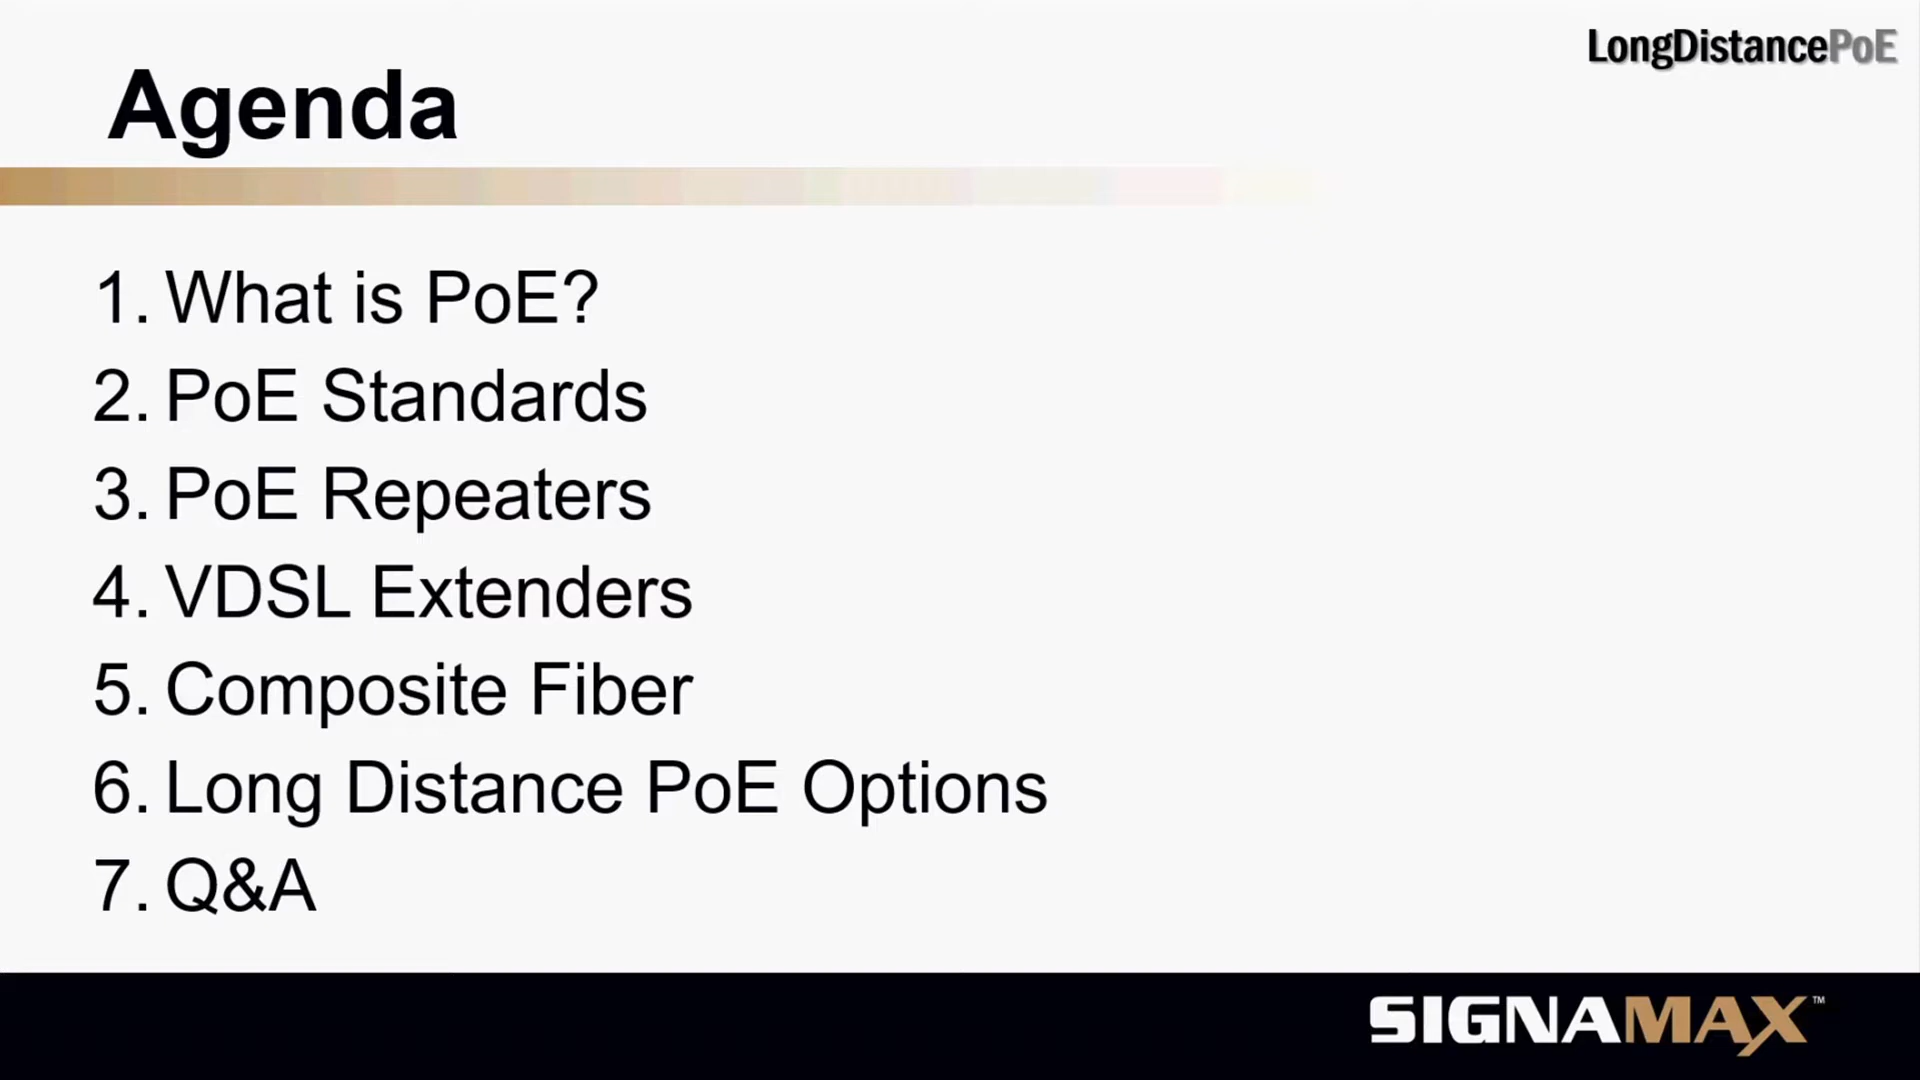 LongDistancePoE
Agenda
1. What is PoE?
2. PoE Standards
3. PoE Repeaters
4. VDSL Extenders
5. Composite Fiber
6. Long Distance PoE Options
7. Q&A
SIGNAMAX™